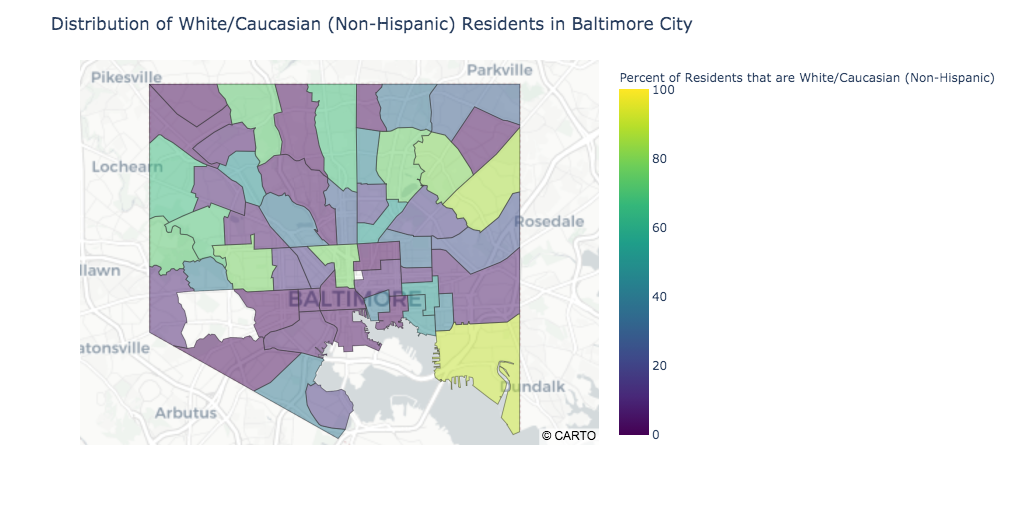 Distribution of White/Caucasian (Non-Hispanic) Residents in Baltimore City
Pikesville
Parkville
Lochearn
Rosedale
llawn
BALTIMORE
atonsville
Dundalk
Arbutus
© CARTO
Percent of Residents that are White/Caucasian (Non-Hispanic)
100
80
60
40
20
0